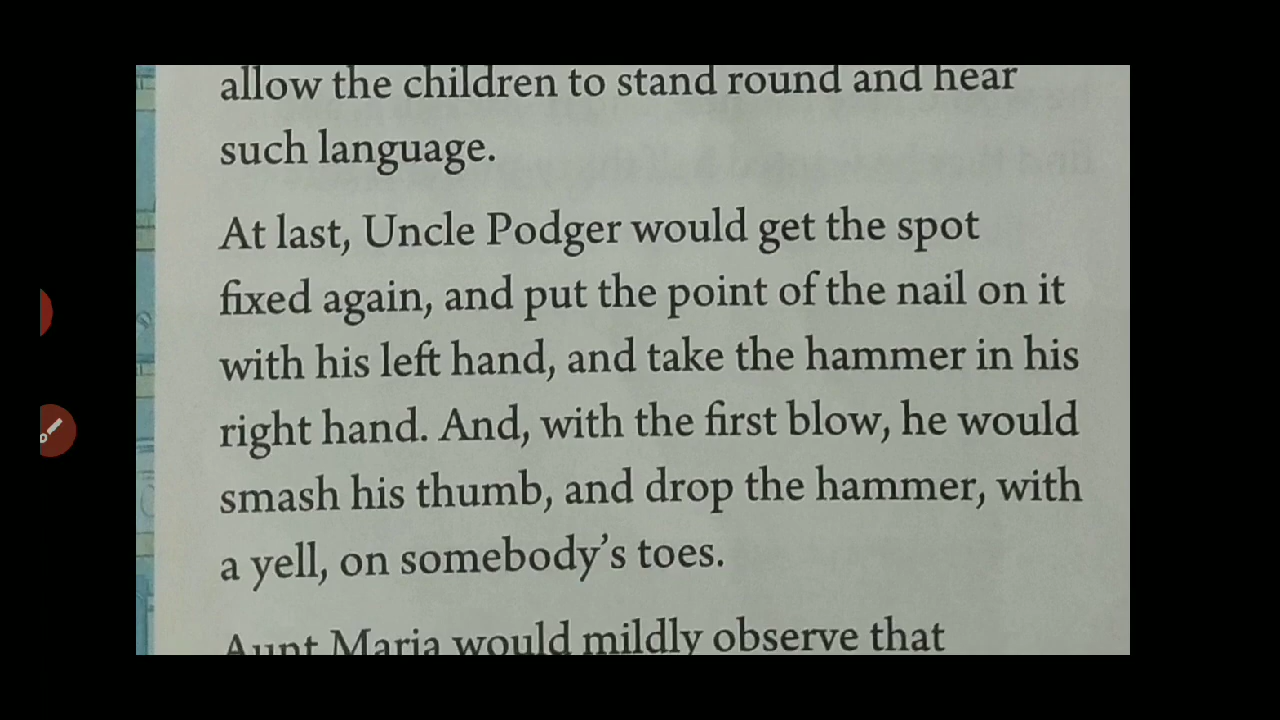 allow the children to stand round and hear
such language.
At last, Uncle Podger would get the spot
fixed again, and put the point of the nail on it
with his left hand, and take the hammer in his
right hand. And, with the first blow, he would
smash his thumb, and drop the hammer, with
a yell, on somebody’s toes.
Aunt Maria would mildly observe that